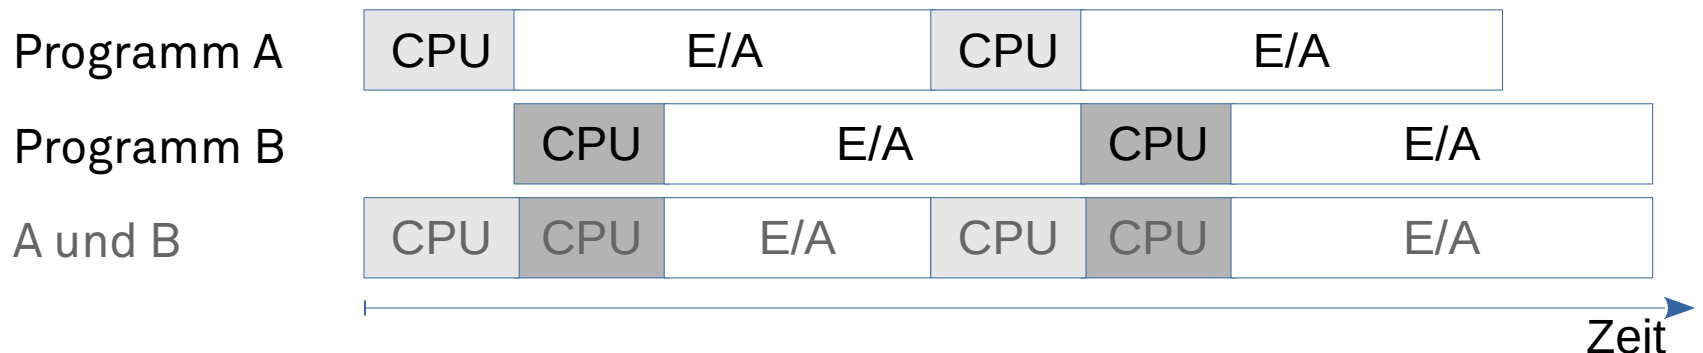 Programm A CPU E/A CPU E/A
Programm B CPU E/A CPU E/A
A und B CPU CPU E/A CPU CPU E/A
Zeit